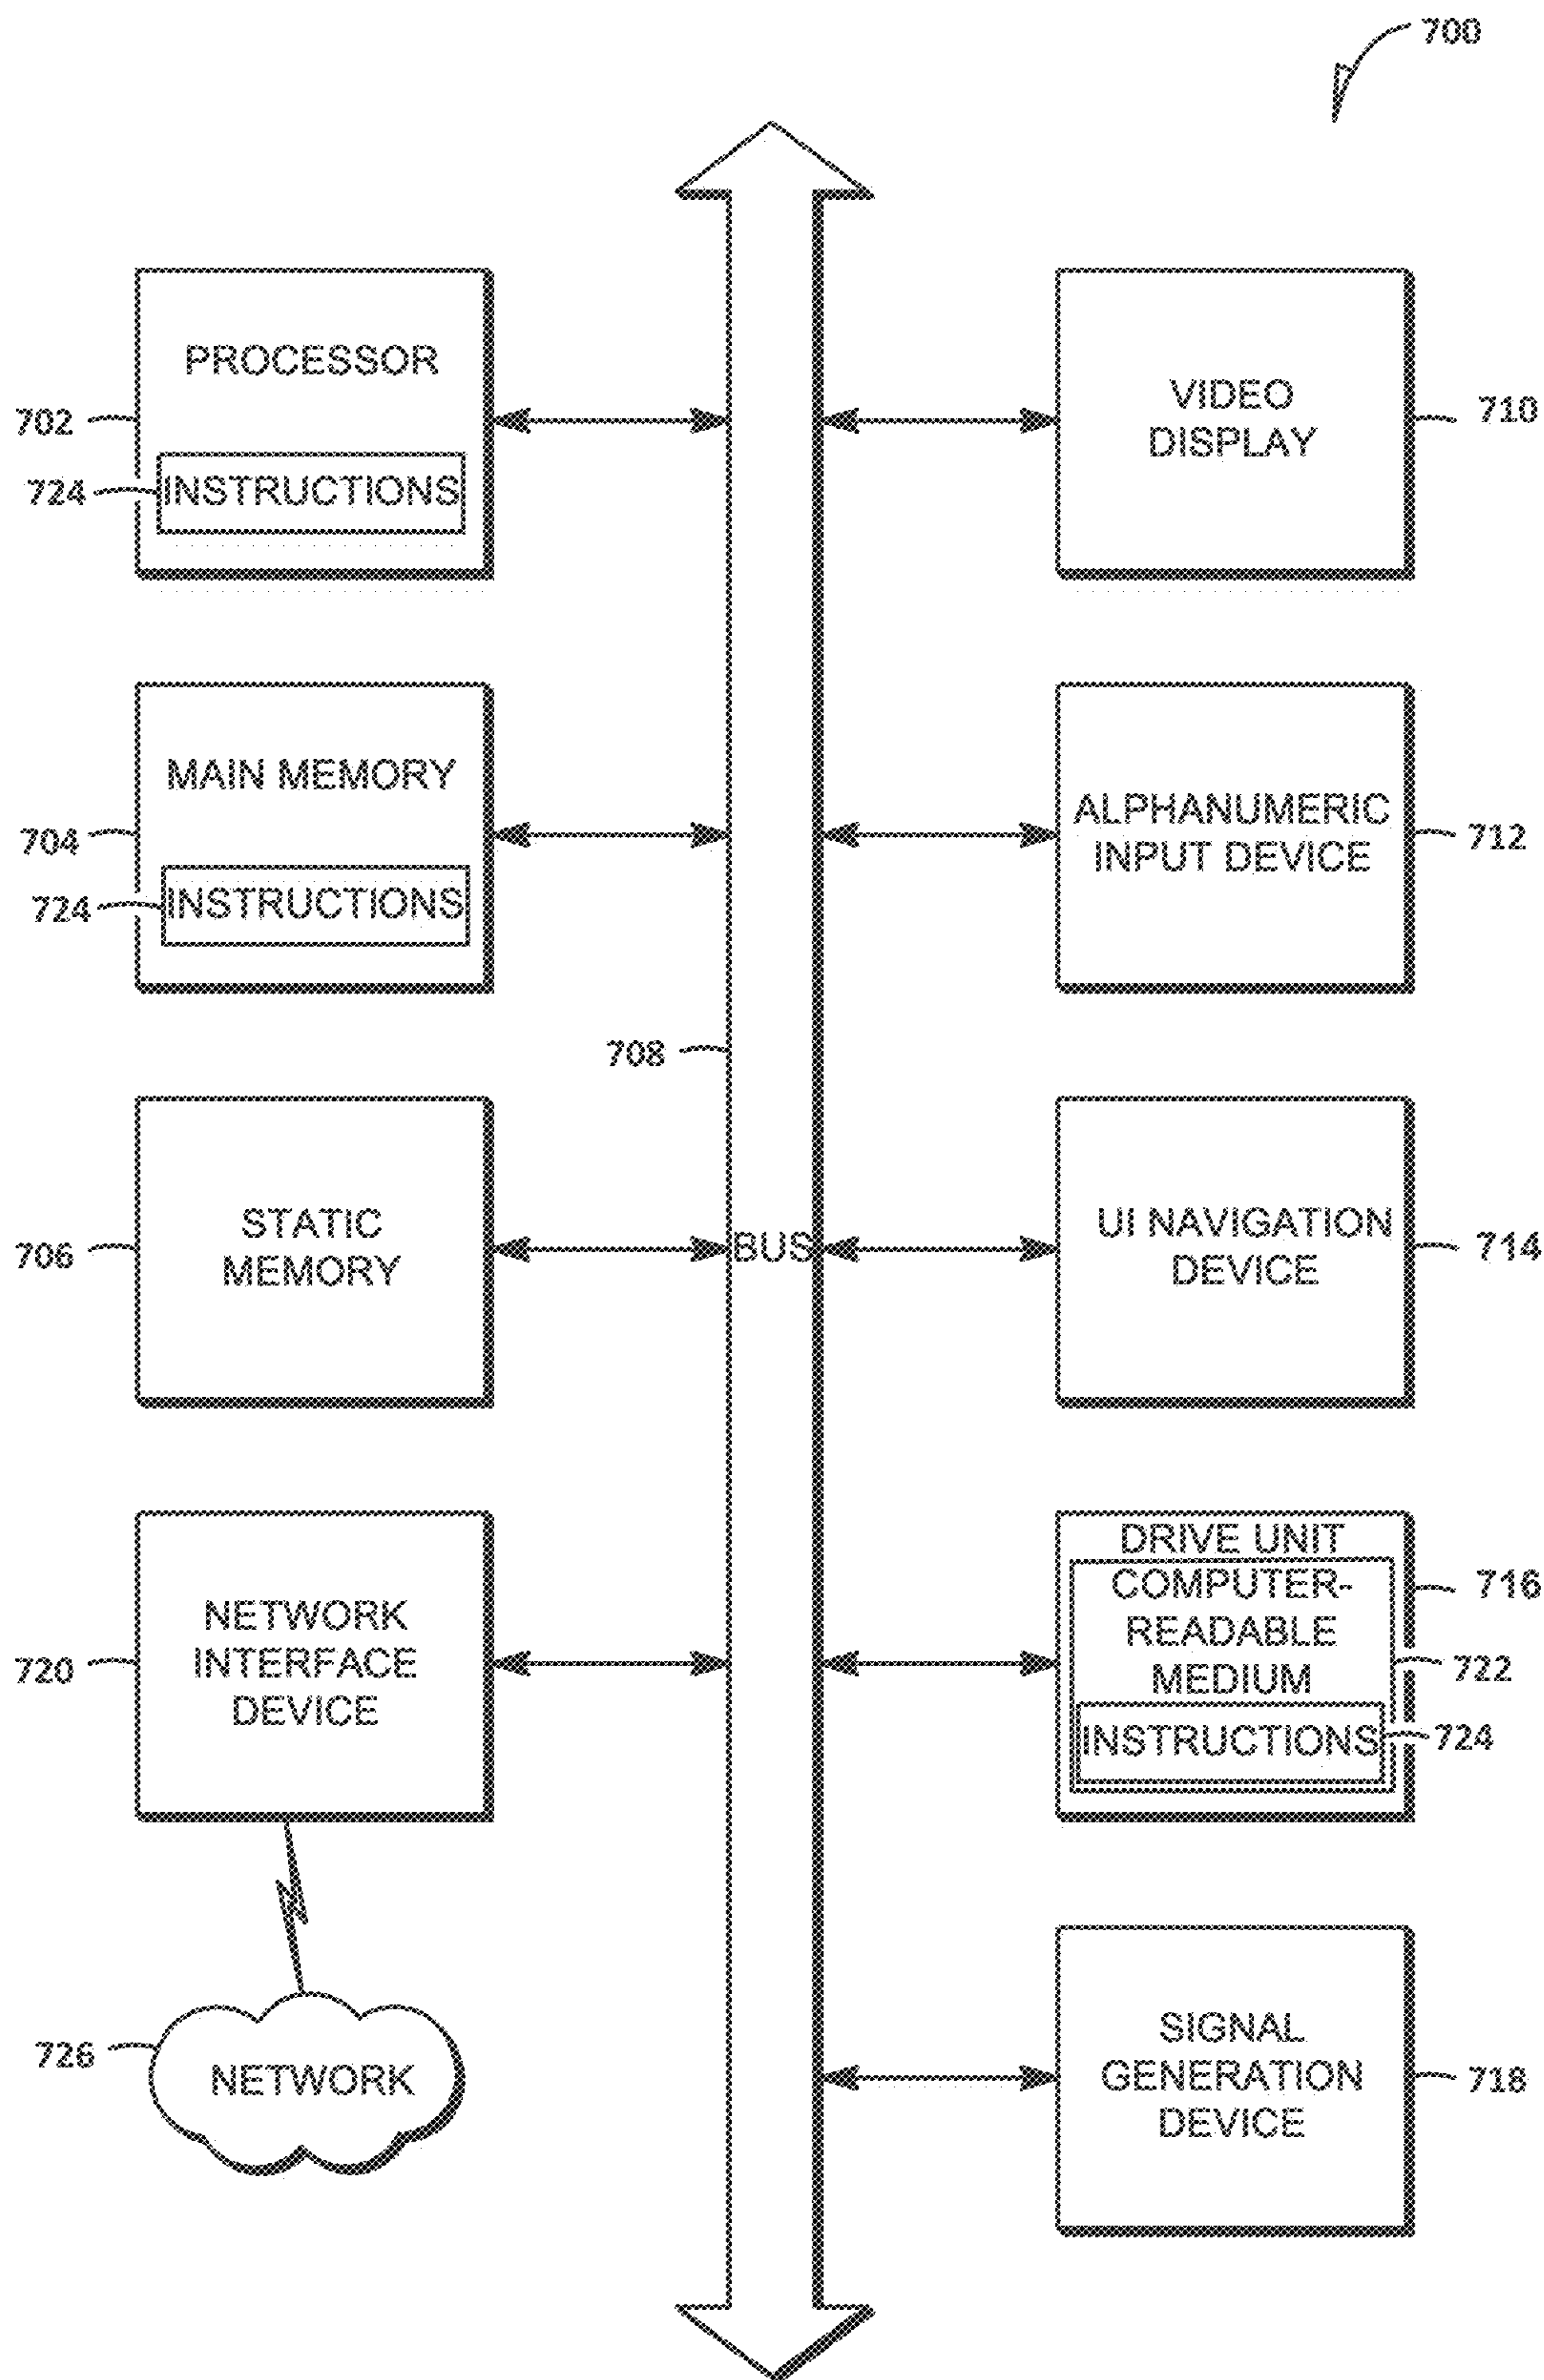 700
PROCESSOR
702
724
INSTRUCTIONS
VIDEO
DISPLAY
710
MAIN MEMORY
704
724
INSTRUCTIONS
ALPHANUMERIC
INPUT DEVICE
712
708
STATIC
MEMORY
706
BUS
UI NAVIGATION
DEVICE
714
NETWORK
INTERFACE
DEVICE
720
DRIVE UNIT
COMPUTER-
READABLE
MEDIUM
716
722
INSTRUCTIONS
724
NETWORK
726
SIGNAL
GENERATION
DEVICE
718